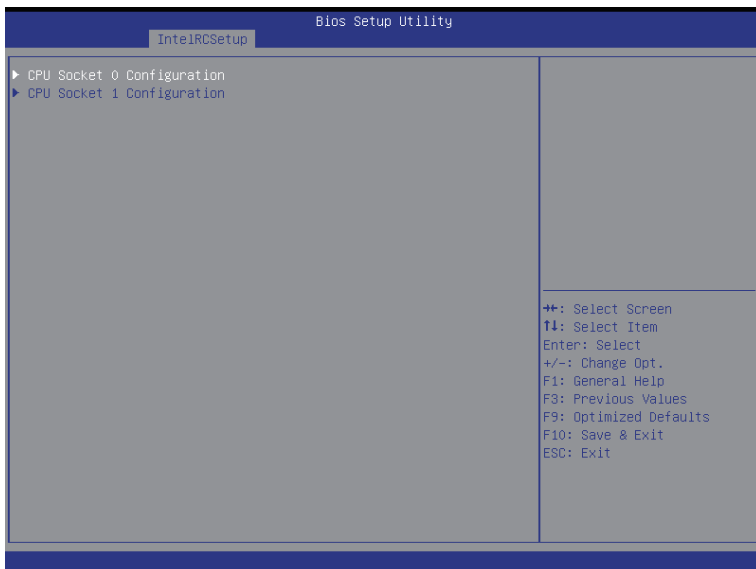 Bios Setup Utility
IntelRCSetup
▶ CPU Socket 0 Configuration
▶ CPU Socket 1 Configuration
→←: Select Screen
↑↓: Select Item
Enter: Select
+/-: Change Opt.
F1: General Help
F3: Previous Values
F9: Optimized Defaults
F10: Save & Exit
ESC: Exit